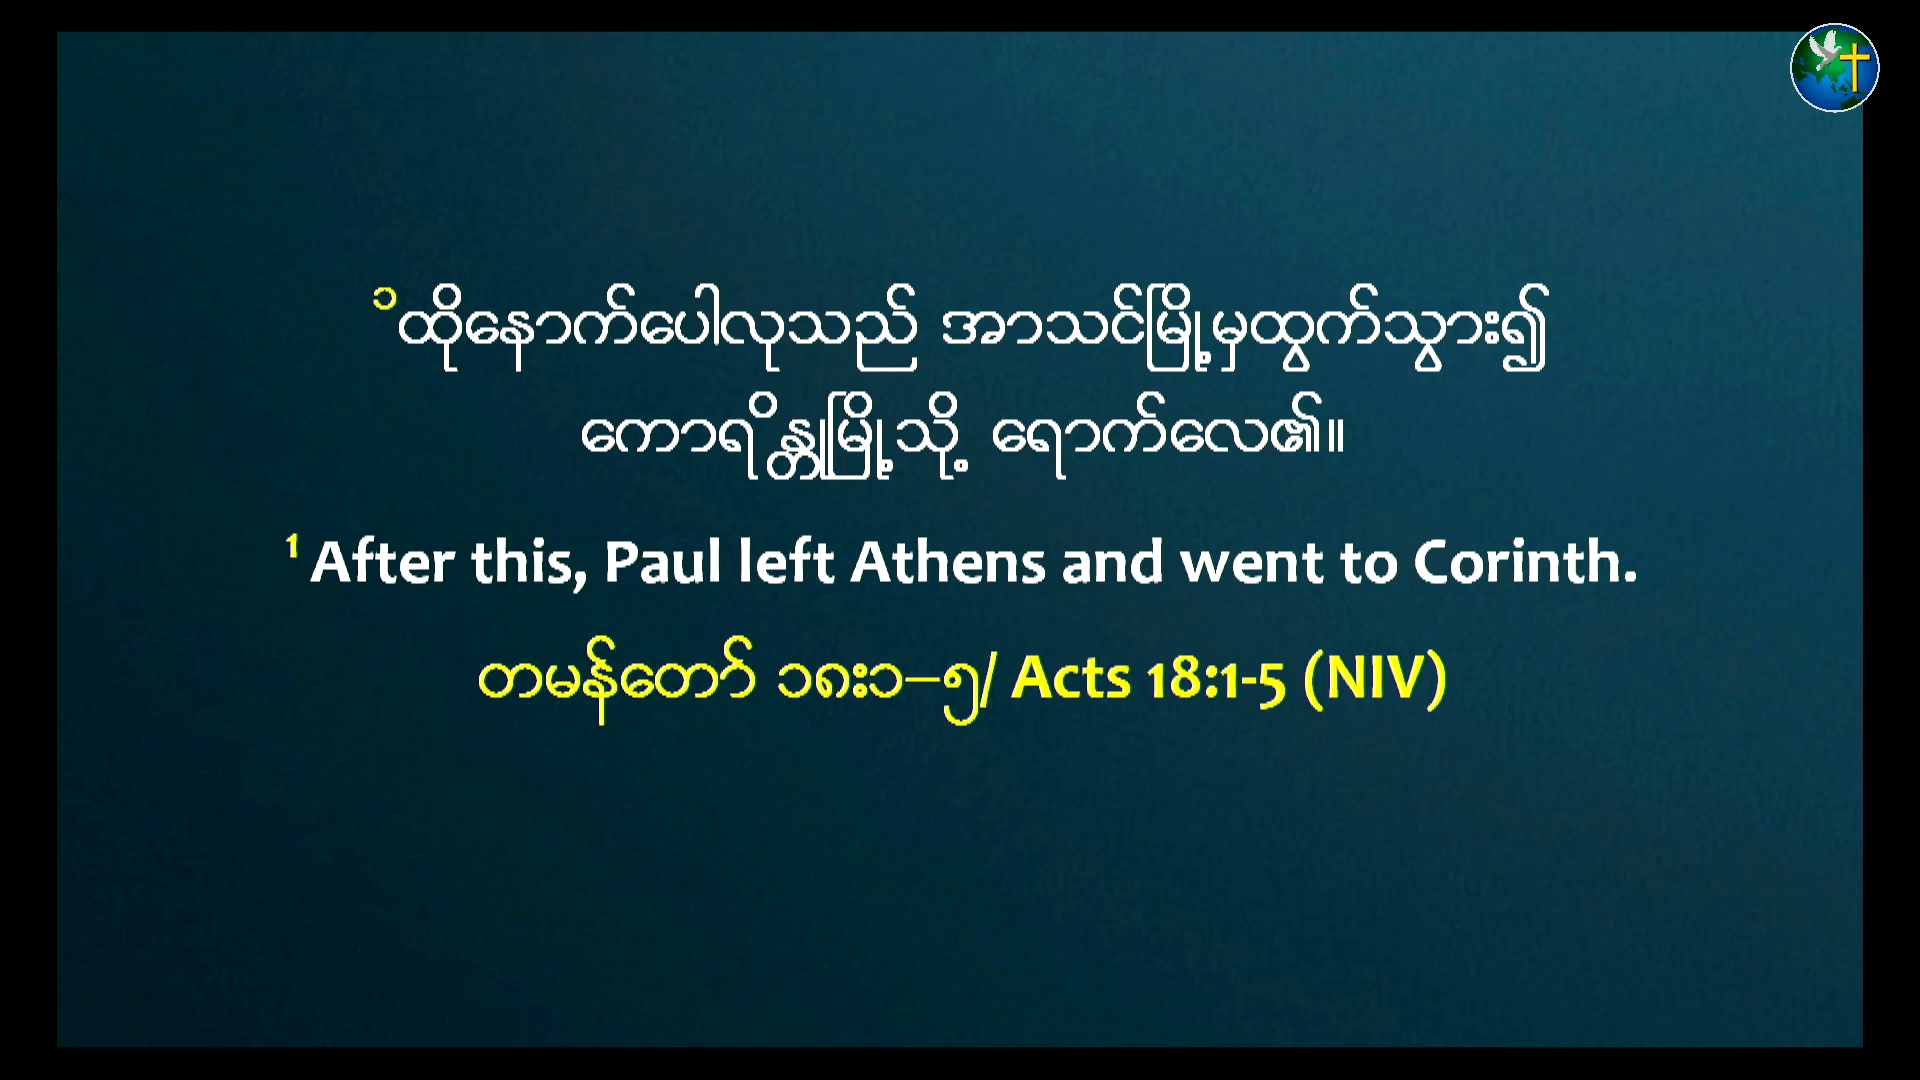 ၁ထိုနောက်ပေါလုသည် အာသင်မြို့မှထွက်သွား၍
ကောရိန္တုမြို့သို့ ရောက်လေ၏။
1 After this, Paul left Athens and went to Corinth.
တမန်တော် ၁၈း၁–၅/ Acts 18:1-5 (NIV)